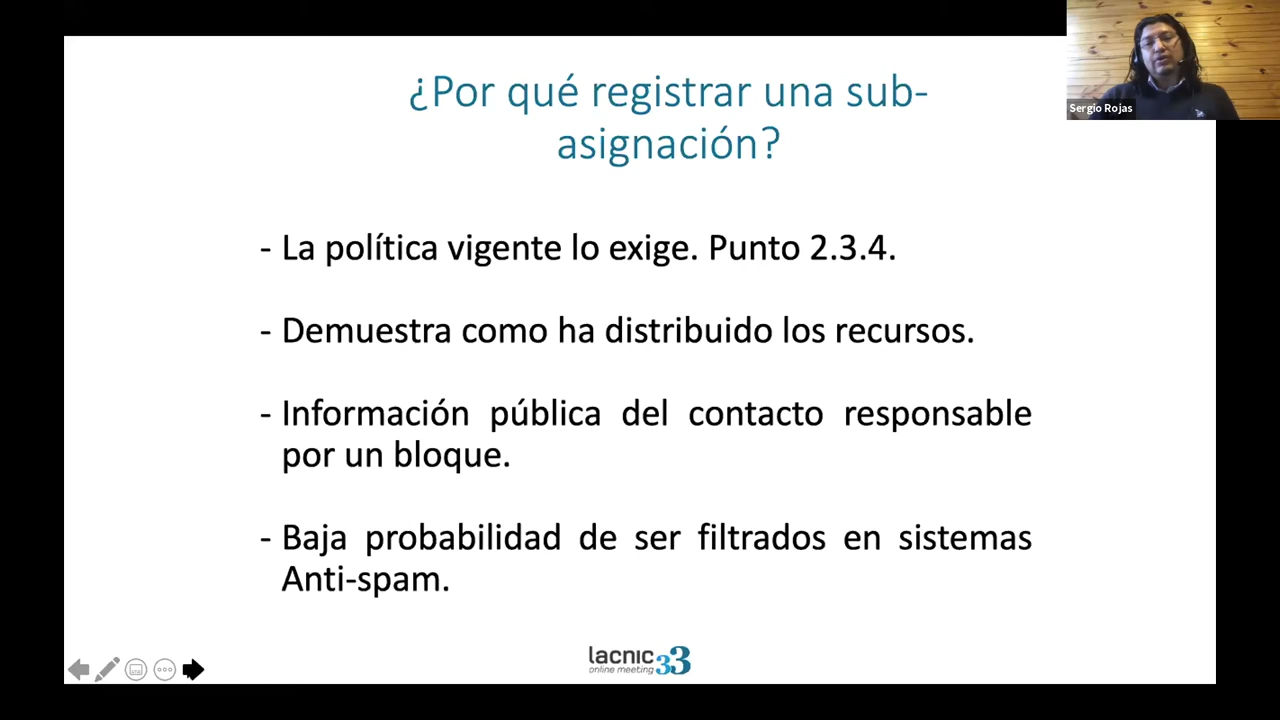 ¿Por qué registrar una sub-
asignación?
Sergio Rojas
- La política vigente lo exige. Punto 2.3.4.
- Demuestra como ha distribuido los recursos.
- Información pública del contacto responsable
por un bloque.
- Baja probabilidad de ser filtrados en sistemas
Anti-spam.
lacnic 33
online meeting